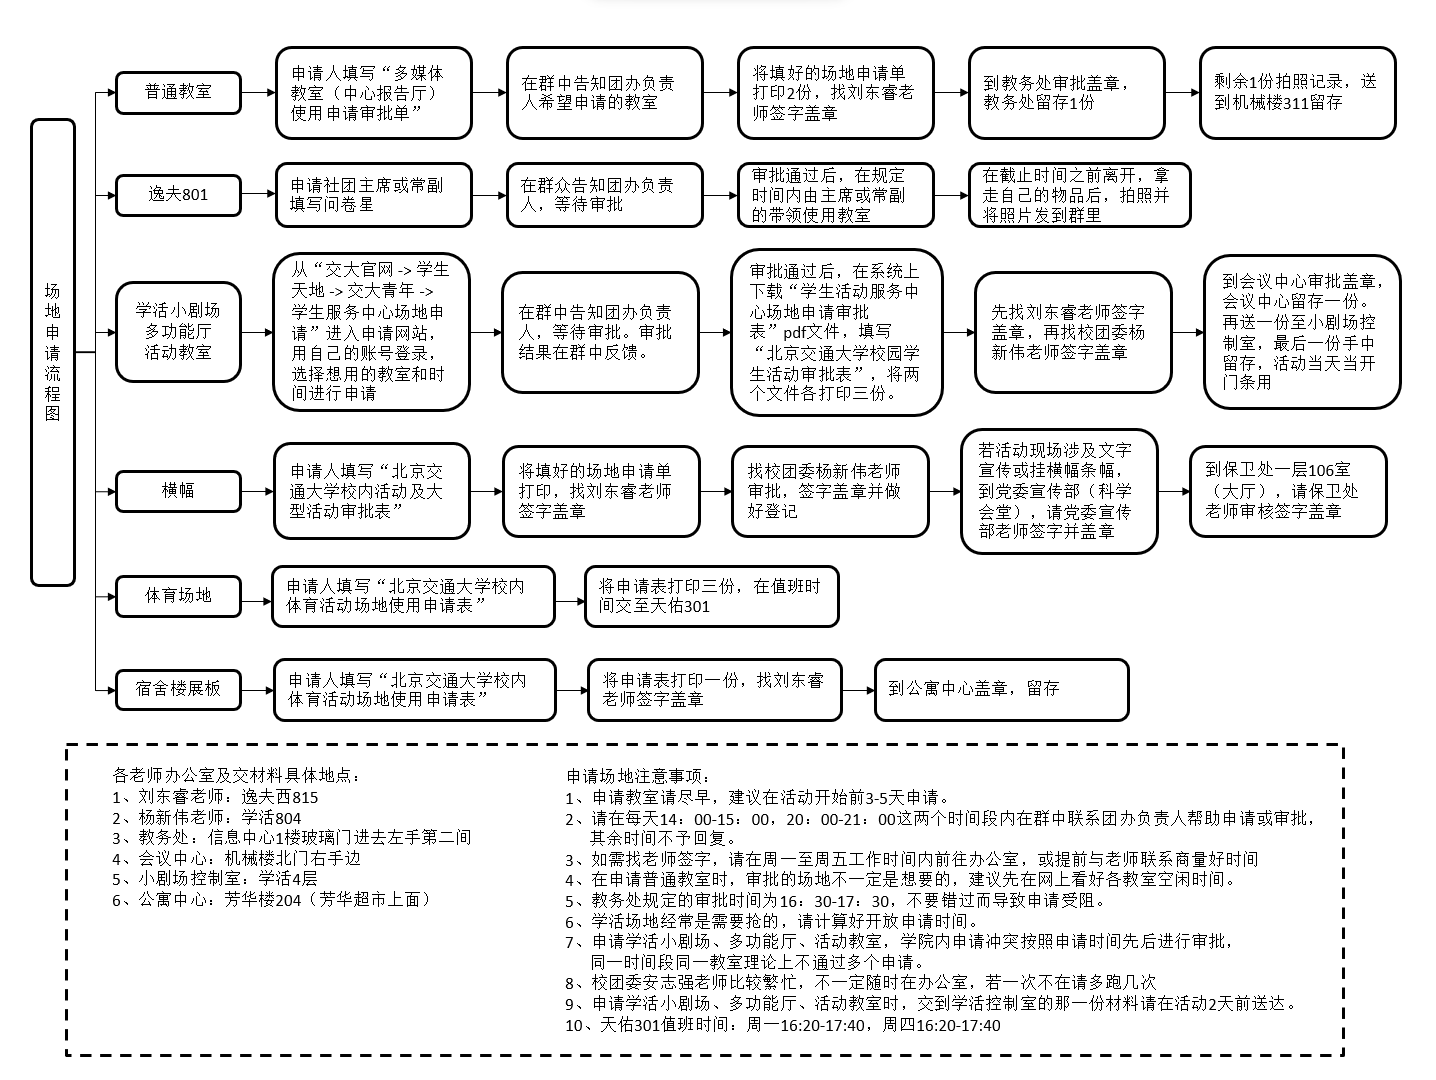 场
地
申
请
流
程
图
普通教室
申请人填写“多媒体
教室（中心报告厅）
使用申请审批单”
在群中告知团办负责
人希望申请的教室
将填好的场地申请单
打印2份，找刘东睿老
师签字盖章
到教务处审批盖章，
教务处留存1份
剩余1份拍照记录，送
到机械楼311留存
逸夫801
申请社团主席或常副
填写问卷星
在群众告知团办负责
人，等待审批
审批通过后，在规定
时间内由主席或常副
的带领使用教室
在截止时间之前离开，拿
走自己的物品后，拍照并
将照片发到群里
学活小剧场
多功能厅
活动教室
从“交大官网 -> 学生
天地 -> 交大青年 ->
学生服务中心场地申
请”进入申请网站，
用自己的账号登录，
选择想用的教室和时
间进行申请
在群中告知团办负责
人，等待审批。审批
结果在群中反馈。
审批通过后，在系统上
下载“学生活动服务中
心场地申请审批
表”pdf文件，填写
“北京交通大学校园学
生活动审批表”，将两
个文件各打印三份。
先找刘东睿老师签字
盖章，再找校团委杨
新伟老师签字盖章
到会议中心审批盖章，
会议中心留存一份。
再送一份至小剧场控
制室，最后一份手中
留存，活动当天当开
门条用
横幅
申请人填写“北京交
通大学校内活动及大
型活动审批表”
将填好的场地申请单
打印，找刘东睿老师
签字盖章
找校团委杨新伟老师
审批，签字盖章并做
好登记
若活动现场涉及文字
宣传或挂横幅条幅，
到党委宣传部（科学
会堂），请党委宣传
部老师签字并盖章
到保卫处一层106室
（大厅），请保卫处
老师审核签字盖章
体育场地
申请人填写“北京交通大学校内
体育活动场地使用申请表”
将申请表打印三份，在值班时
间交至天佑301
宿舍楼展板
申请人填写“北京交通大学校内
体育活动场地使用申请表”
将申请表打印一份，找刘东睿
老师签字盖章
到公寓中心盖章，留存
各老师办公室及交材料具体地点：
1、刘东睿老师：逸夫西815
2、杨新伟老师：学活804
3、教务处：信息中心1楼玻璃门进去左手第二间
4、会议中心：机械楼北门右手边
5、小剧场控制室：学活4层
6、公寓中心：芳华楼204（芳华超市上面）
申请场地注意事项：
1、申请教室请尽早，建议在活动开始前3-5天申请。
2、请在每天14：00-15：00，20：00-21：00这两个时间段内在群中联系团办负责人帮助申请或审批，
其余时间不予回复。
3、如需找老师签字，请在周一至周五工作时间内前往办公室，或提前与老师联系商量好时间
4、在申请普通教室时，审批的场地不一定是想要的，建议先在网上看好各教室空闲时间。
5、教务处规定的审批时间为16：30-17：30，不要错过而导致申请受阻。
6、学活场地经常是需要抢的，请计算好开放申请时间。
7、申请学活小剧场、多功能厅、活动教室，学院内申请冲突按照申请时间先后进行审批，
同一时间段同一教室理论上不通过多个申请。
8、校团委安志强老师比较繁忙，不一定随时在办公室，若一次不在请多跑几次
9、申请学活小剧场、多功能厅、活动教室时，交到学活控制室的那一份材料请在活动2天前送达。
10、天佑301值班时间：周一16:20-17:40，周四16:20-17:40